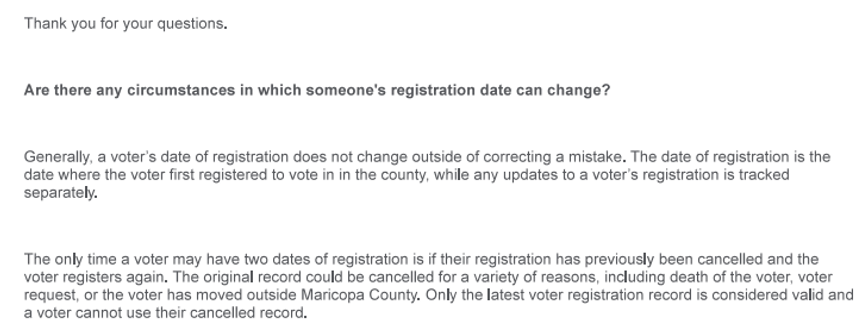 Thank you for your questions.
Are there any circumstances in which someone's registration date can change?
Generally, a voter's date of registration does not change outside of correcting a mistake. The date of registration is the
date where the voter first registered to vote in in the county, while any updates to a voter's registration is tracked
separately.
The only time a voter may have two dates of registration is if their registration has previously been cancelled and the
voter registers again. The original record could be cancelled for a variety of reasons, including death of the voter, voter
request, or the voter has moved outside Maricopa County. Only the latest voter registration record is considered valid and
a voter cannot use their cancelled record.